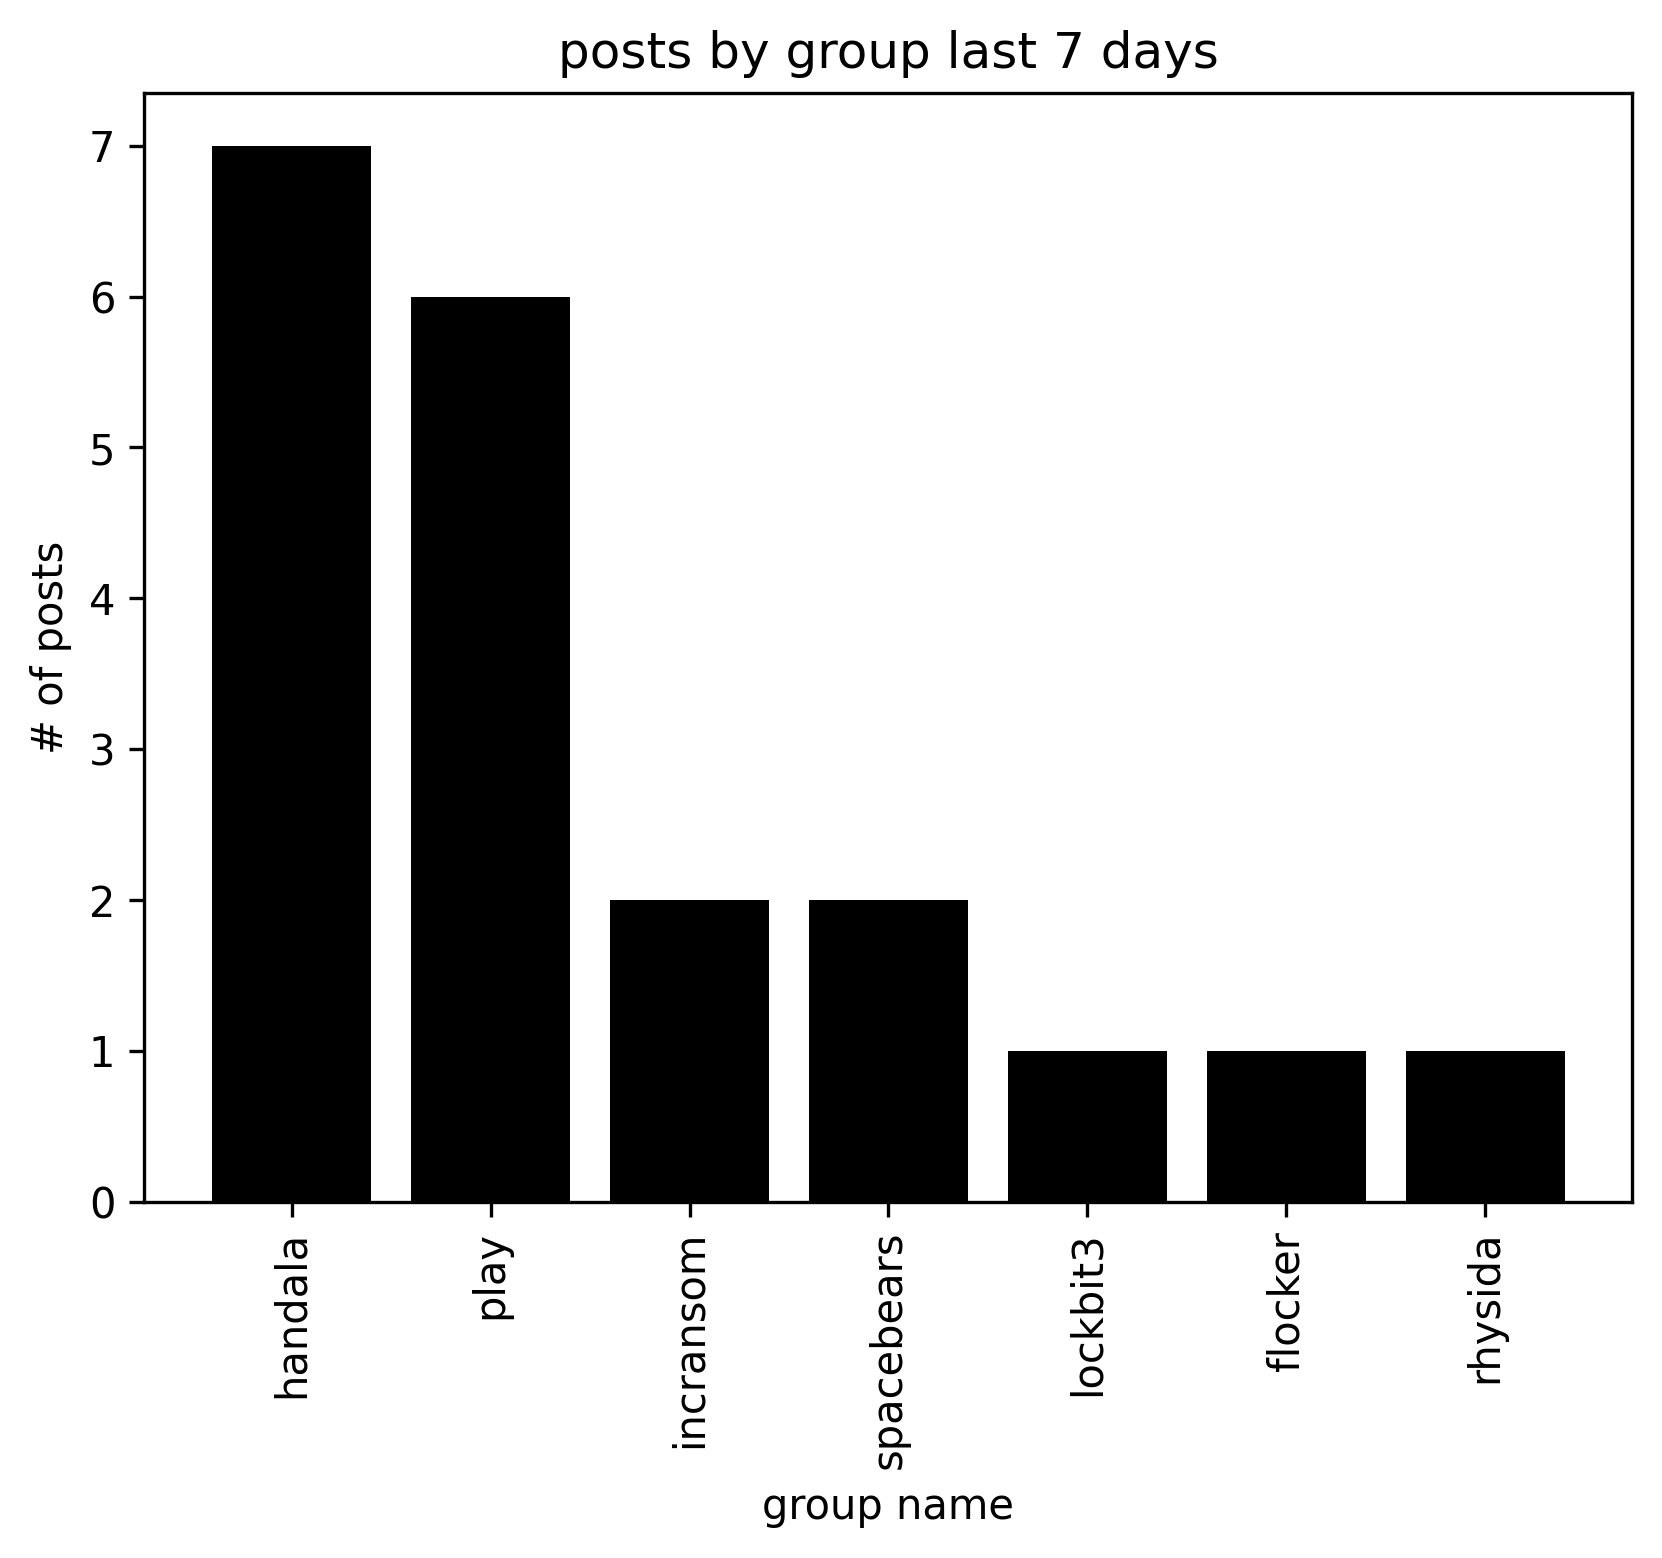 posts by group last 7 days
# of posts
7
6
5
4
3
2
1
0
handala
play
incransom
spacebears
lockbit3
flocker
rhysida
group name